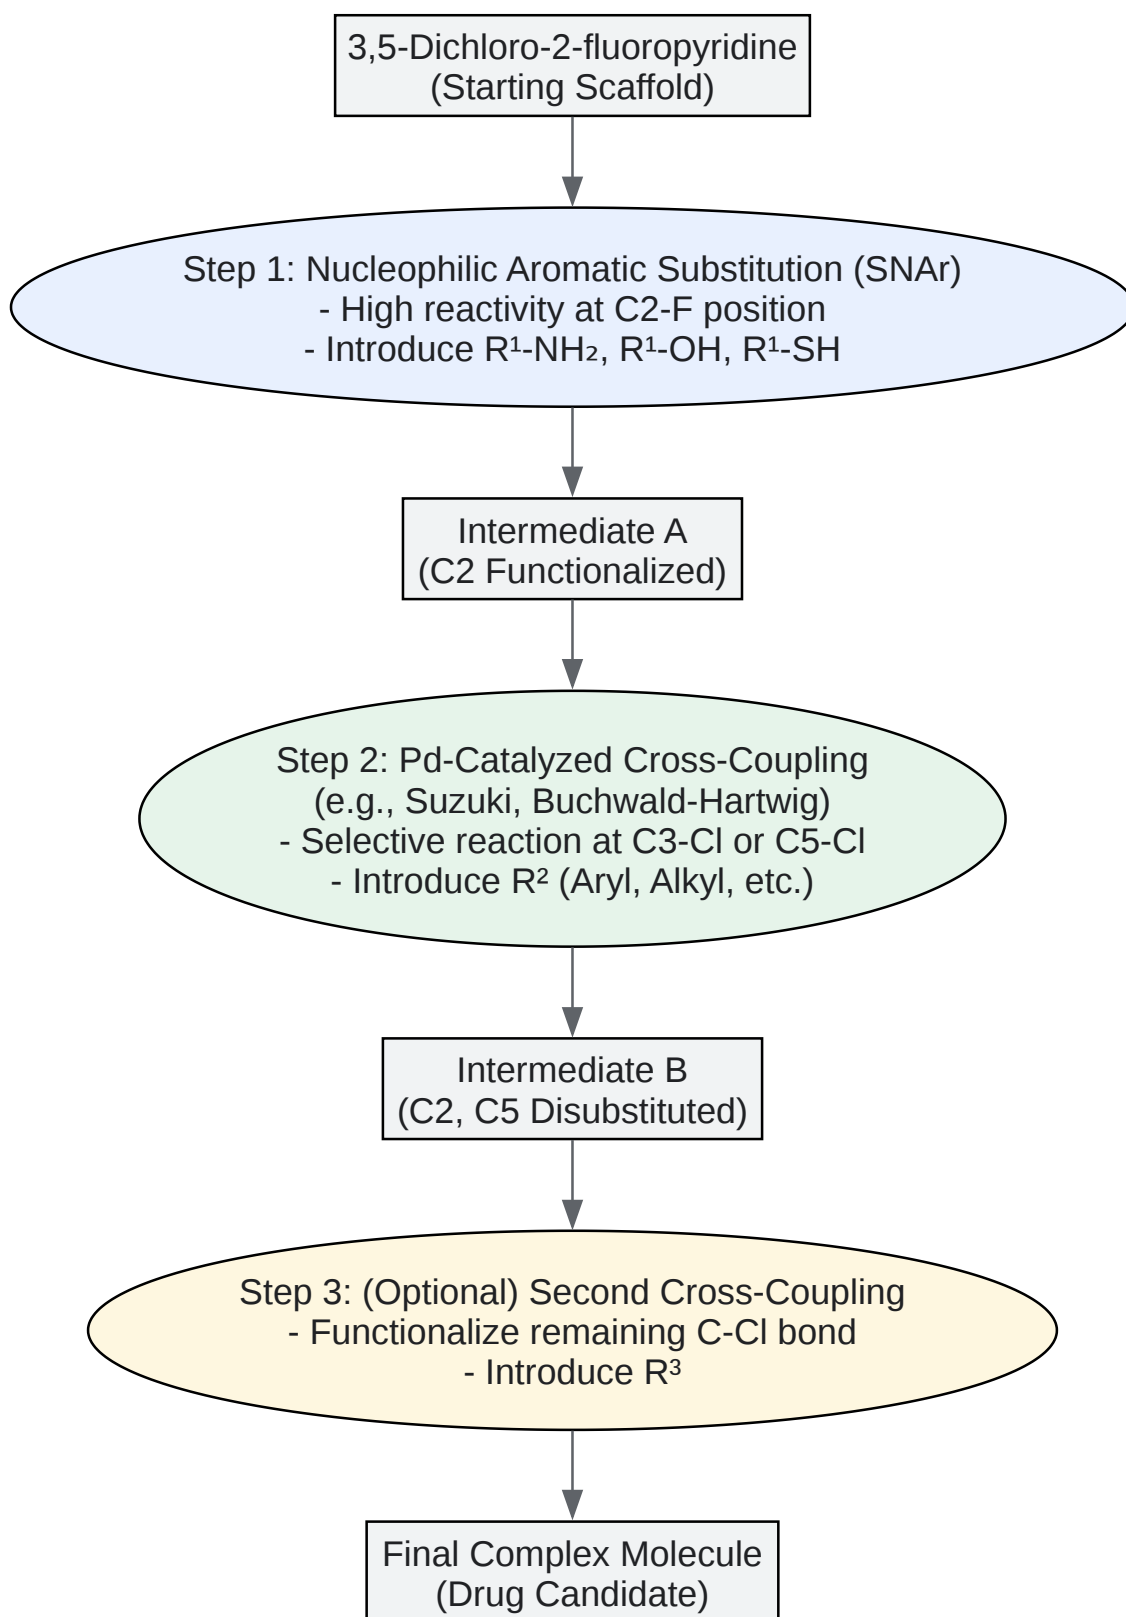 3,5-Dichloro-2-fluoropyridine
(Starting Scaffold)
Step 1: Nucleophilic Aromatic Substitution (SNAr)
- High reactivity at C2-F position
- Introduce R¹-NH₂, R¹-OH, R¹-SH
Intermediate A
(C2 Functionalized)
Step 2: Pd-Catalyzed Cross-Coupling
(e.g., Suzuki, Buchwald-Hartwig)
- Selective reaction at C3-Cl or C5-Cl
- Introduce R² (Aryl, Alkyl, etc.)
Intermediate B
(C2, C5 Disubstituted)
Step 3: (Optional) Second Cross-Coupling
- Functionalize remaining C-Cl bond
- Introduce R³
Final Complex Molecule
(Drug Candidate)